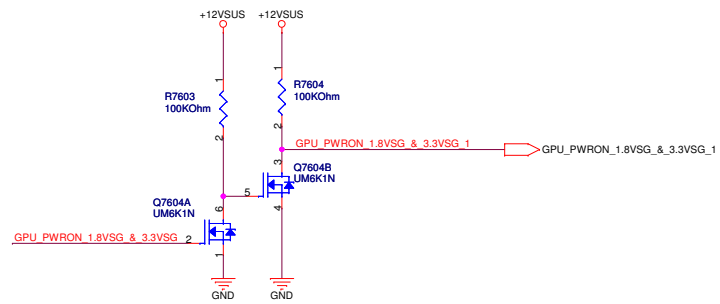 +12VSUS
+12VSUS
1
1
R7603
100KOhm
R7604
100KOhm
2
2
GPU_PWRON_1.8VSG_&_3.3VSG_1
GPU_PWRON_1.8VSG_&_3.3VSG_1
3
Q7604B
UM6K1N
5
4
Q7604A
UM6K1N
6
GPU_PWRON_1.8VSG_&_3.3VSG
2
1
GND
GND